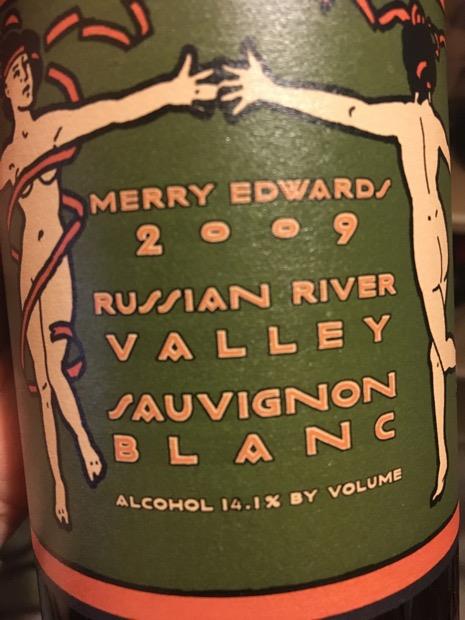 MERRY EDWARDS
2009
RUSSIAN RIVER
VALLEY
SAUVIGNON
BLANC
ALCOHOL 14.1% BY VOLUME